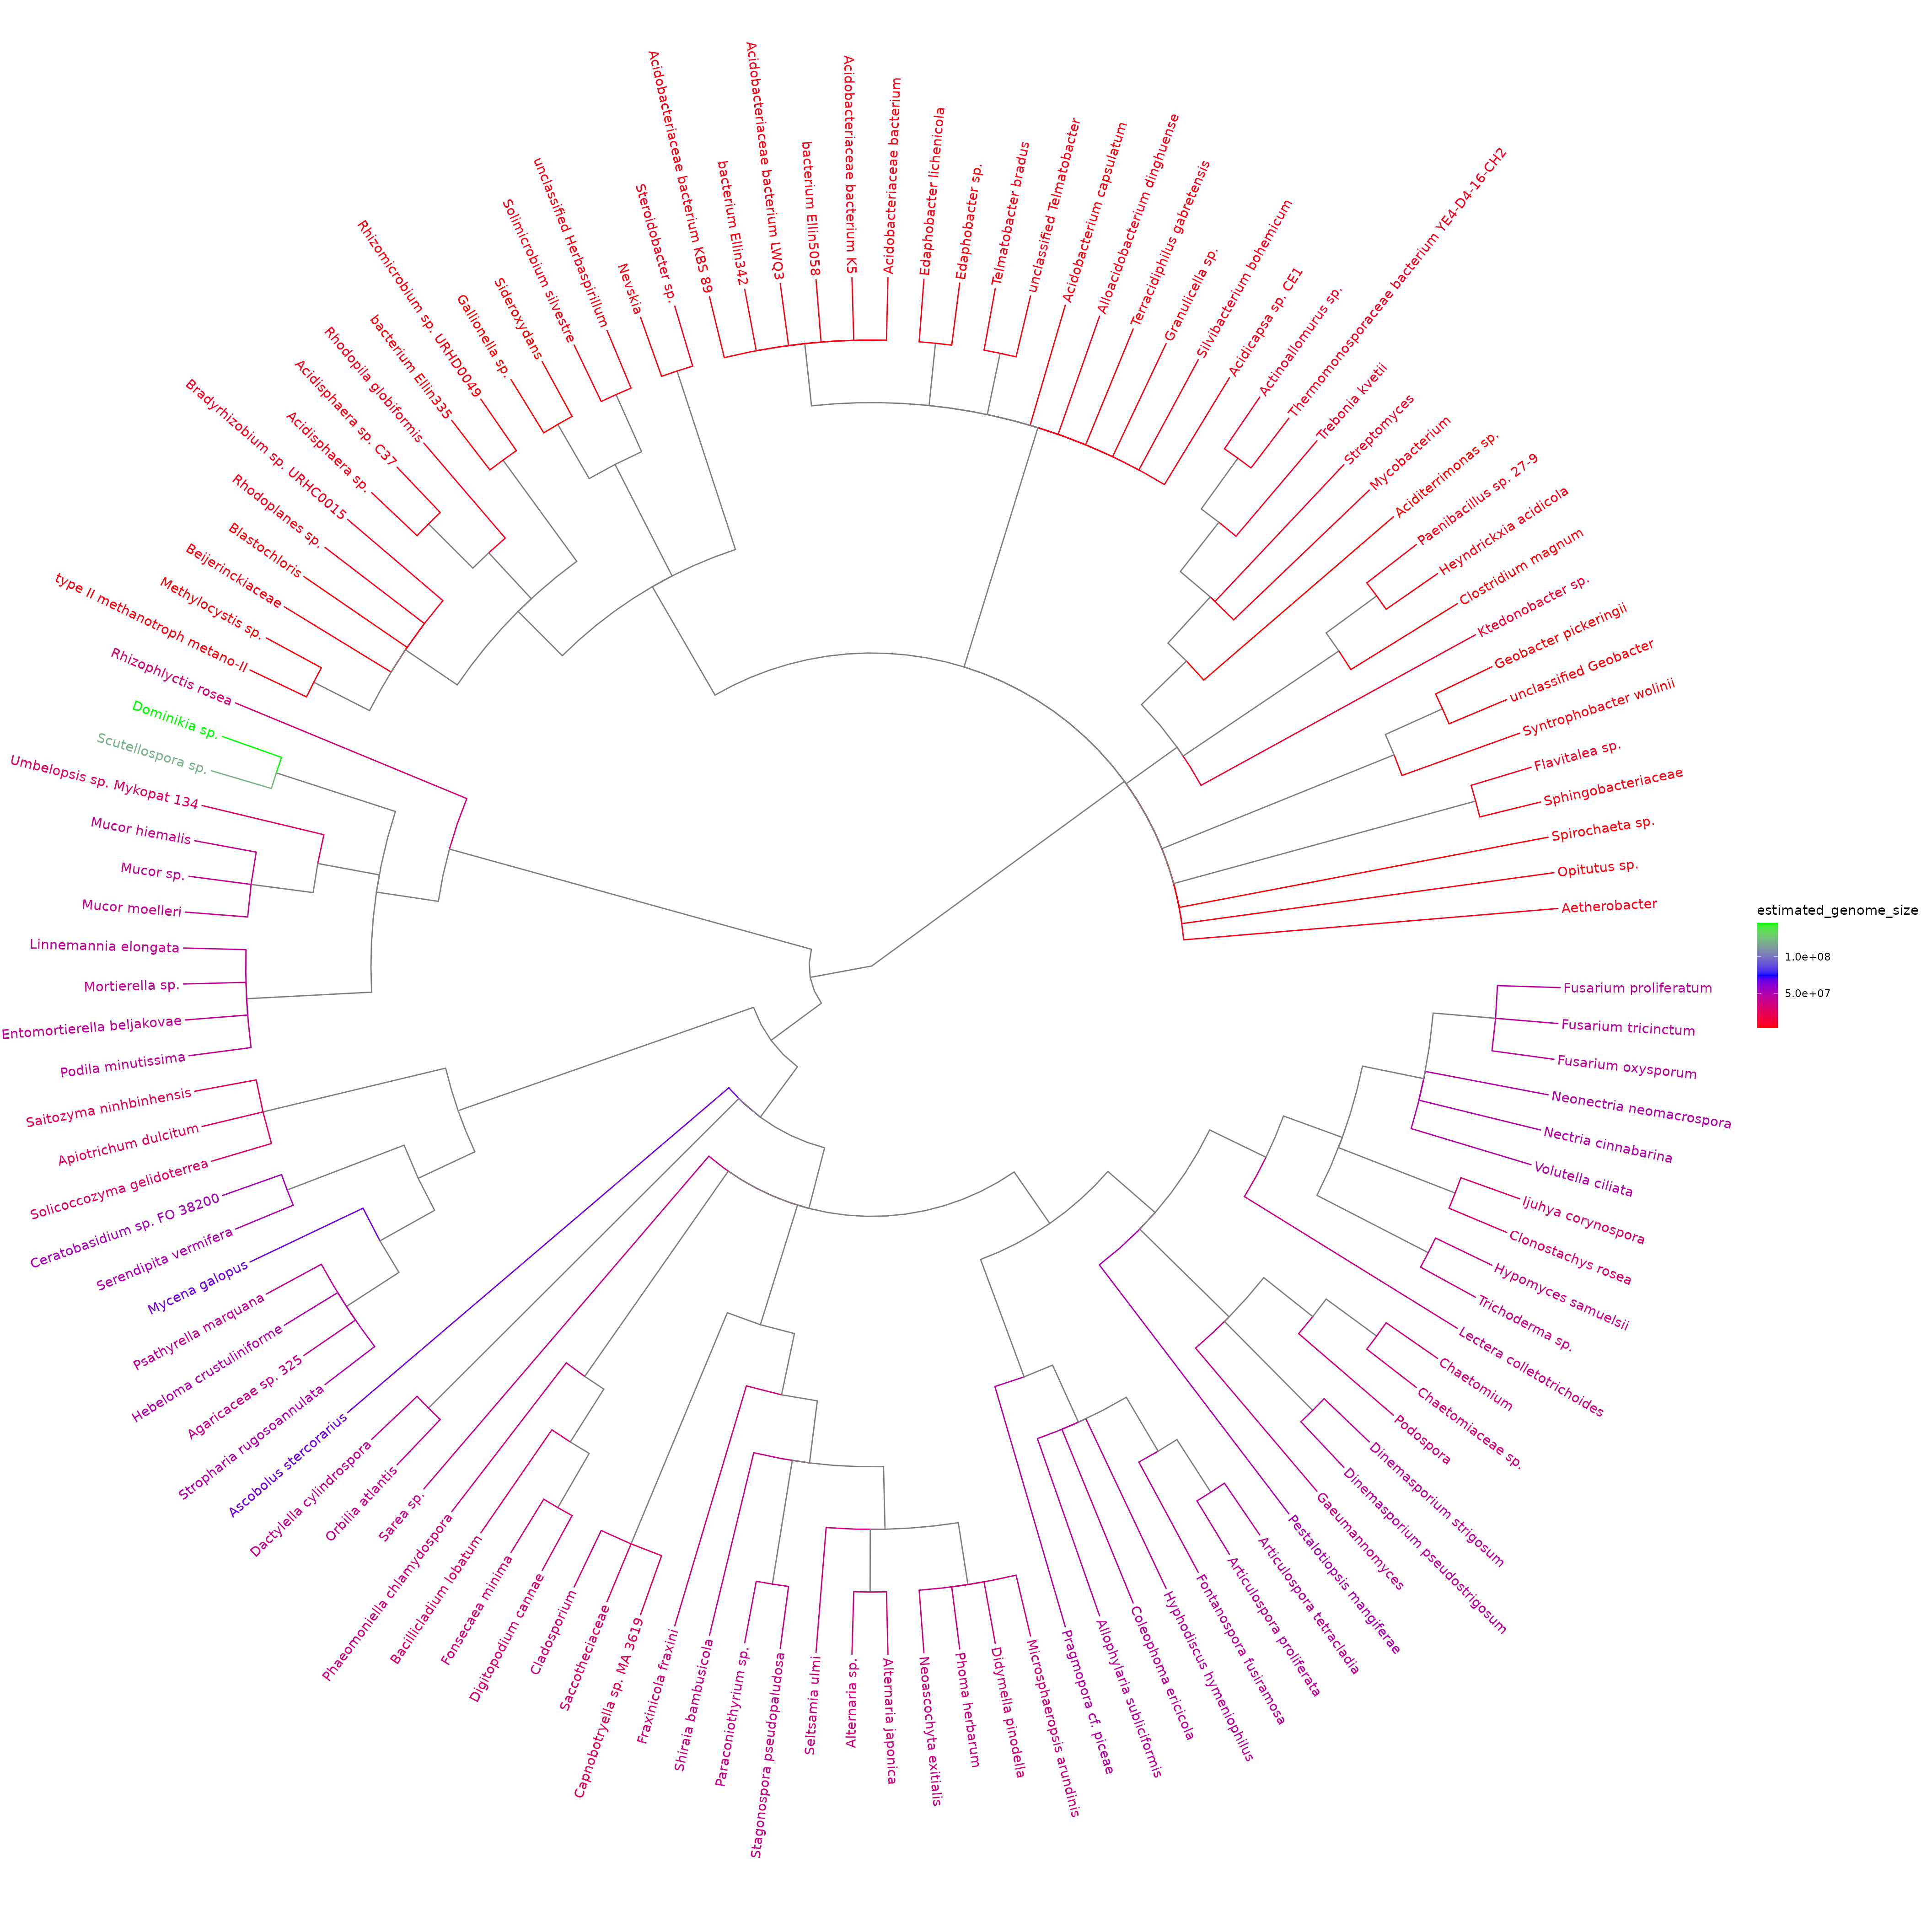 Acidobacteriaceae bacterium KBS 89
bacterium Ellin342
Acidobacteriaceae bacterium LWQ3
bacterium Ellin5058
Acidobacteriaceae bacterium K5
Acidobacteriaceae bacterium
Edaphobacter lichenicola
Edaphobacter sp.
Telmatobacter bradus
unclassified Telmatobacter
Acidobacterium capsulatum
Alloacidobacterium dinghuense
Terracidiphilus gabretensis
Granulicella sp.
Silvibacterium bohemicum
Acidicapsa sp. CE1
Actinoallomurus sp.
Thermomonosporaceae bacterium YE4-D4-16-CH2
Trebonia kvetii
Streptomyces
Mycobacterium
Aciditerrimonas sp.
Paenibacillus sp. 27-9
Heyndrickxia acidicola
Clostridium magnum
Ktedonobacter sp.
Geobacter pickeringii
unclassified Geobacter
Syntrophobacter wolinii
Flavitalea sp.
Sphingobacteriaceae
Spirochaeta sp.
Opitutus sp.
Aetherobacter
estimated_genome_size
1.0e+08
5.0e+07
Fusarium proliferatum
Fusarium tricinctum
Fusarium oxysporum
Neonectria neomacrospora
Nectria cinnabarina
Volutella ciliata
Ijuhya corynospora
Clonostachys rosea
Hypomyces samuelsii
Trichoderma sp.
Lectera colletotrichoides
Chaetomium
Chaetomiaceae sp.
Podospora
Dinemasporium strigosum
Dinemasporium pseudostrigosum
Gaeumannomyces
Pestalotiopsis mangiferae
Articulospora tetracladia
Articulospora proliferata
Fontanospora fusiramosa
Hyphodiscus hymeniophilus
Coleophoma ericicola
Allophylaria subliciformis
Pragmopora cf. piceae
Microsphaeropsis arundinis
Didymella pinodella
Phoma herbarum
Neoascochyta exitialis
Alternaria japonica
Alternaria sp.
Seltsamia ulmi
Stagonospora pseudopaludosa
Paraconiothyrium sp.
Shiraia bambusicola
Fraxinicola fraxini
Capnobotryella sp. MA 3619
Saccotheciaceae
Cladosporium
Digitopodium cannae
Fonsecaea minima
Bacillicladium lobatum
Phaeomoniella chlamydospora
Sarea sp.
Orbilia atlantis
Dactylella cylindrospora
Ascobolus stercorarius
Stropharia rugosoannulata
Agaricaceae sp. 325
Hebeloma crustuliniforme
Psathyrella marquana
Mycena galopus
Serendipita vermifera
Ceratobasidium sp. FO 38200
Solicoccozyma gelidoterrea
Apiotrichum dulcitum
Saitozyma ninhbinhensis
Podila minutissima
Entomortierella beljakovae
Mortierella sp.
Linnemannia elongata
Mucor moelleri
Mucor sp.
Mucor hiemalis
Umbelopsis sp. Mykopat 134
Scutellospora sp.
Dominikia sp.
Rhizophlyctis rosea
type II methanotroph metano-II
Methylocystis sp.
Beijerinckiaceae
Blastochloris
Rhodoplanes sp.
Bradyrhizobium sp. URHC0015
Acidisphaera sp.
Acidisphaera sp. C37
Rhodopila globiformis
bacterium Ellin335
Rhizomicrobium sp. URHD0049
Gallionella sp.
Sideroxydans
Solimicrobium silvestre
unclassified Herbaspirillum
Nevskia
Steroidobacter sp.